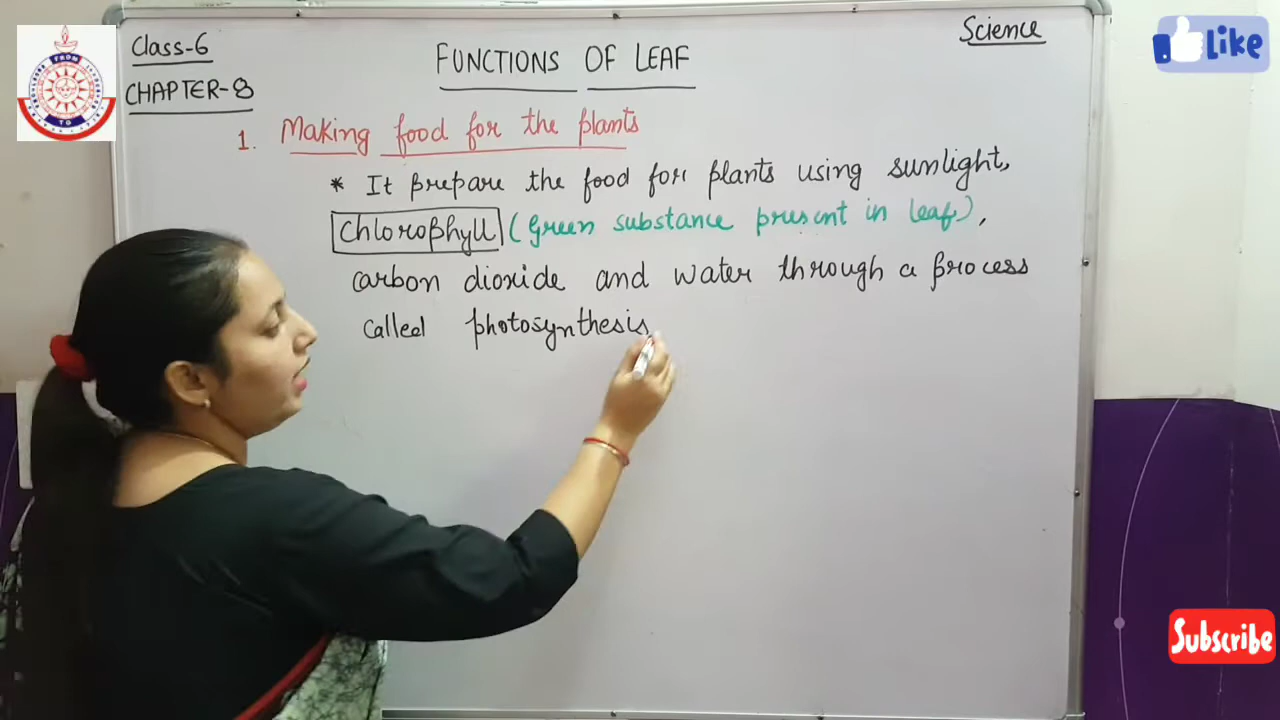 Class-6
CHAPTER-8
FUNCTIONS OF LEAF
Science
Like
1. Making food for the plants
* It prepare the food for plants using sunlight,
Chlorophyll (Green substance present in leaf),
carbon dioxide and water through a process
called photosynthesis
Subscribe